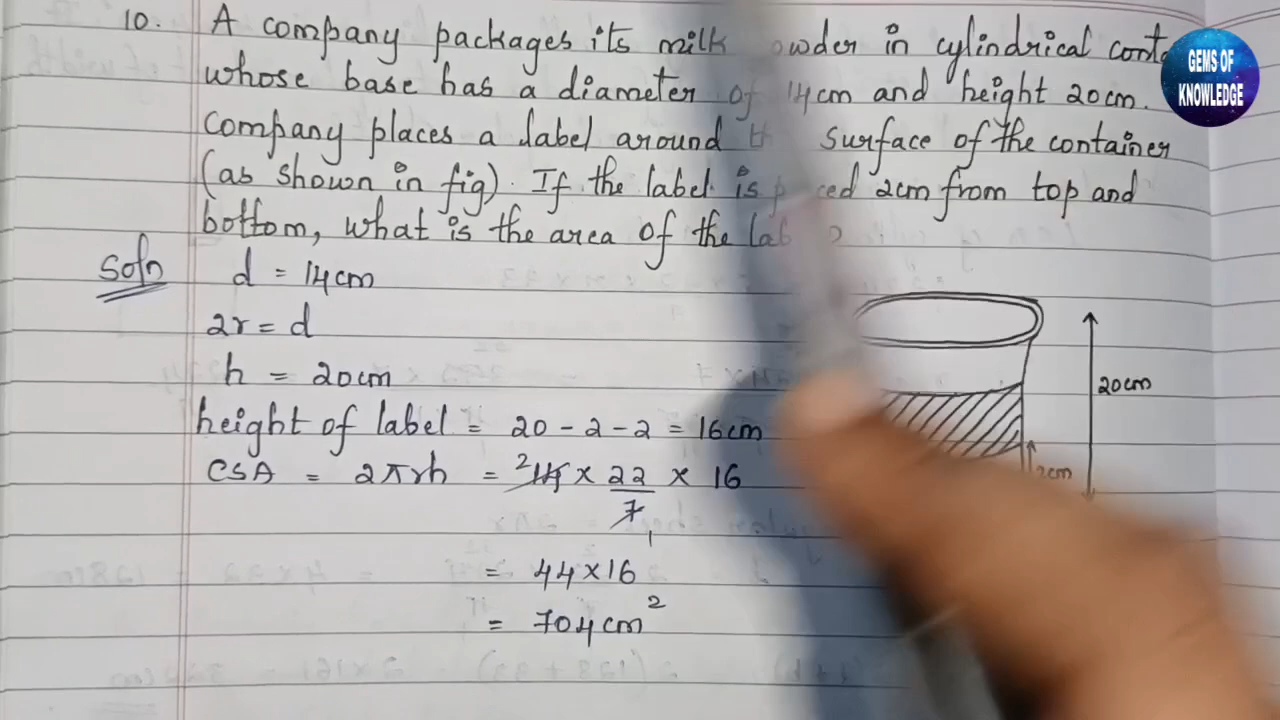 10. A company packages its milk owder in cylindrical conta
whose base has a diameter of 14cm and height 20cm.
Company places a label around surface of the container
(as shown in fig). If the label is 2cm from top and
bottom, what is the area of the
Soln d = 14cm
2r = d
h = 20cm
height of label = 20 - 2 - 2 = 16cm
CSA = 2πrh = 2 14 × 22/7 1 × 16
= 44×16
= 704cm²
20cm
2cm
GEMS OF
KNOWLEDGE